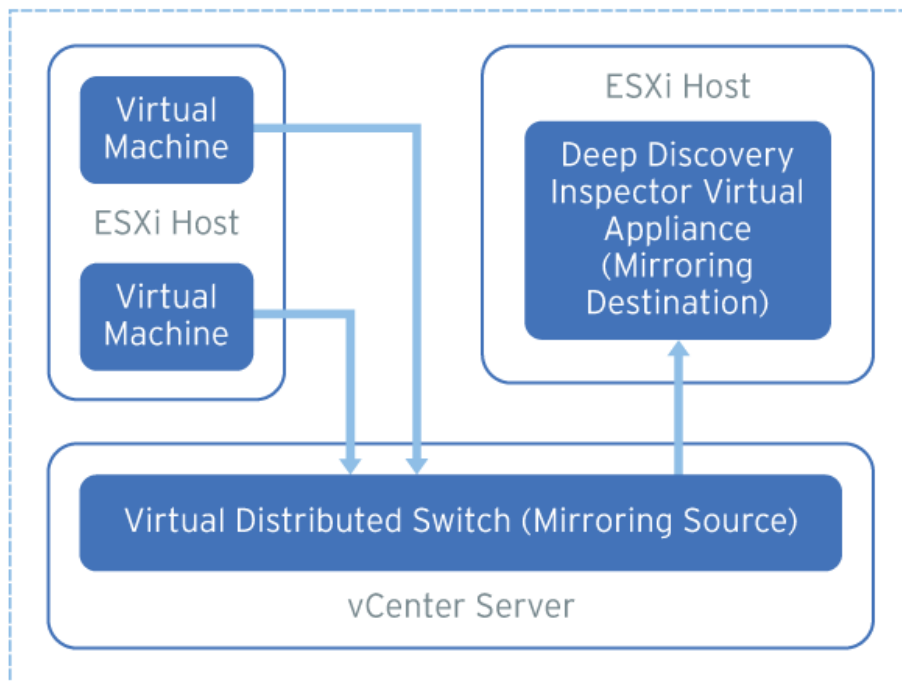 Virtual
Machine
ESXi Host
Virtual
Machine
ESXi Host
Deep Discovery
Inspector Virtual
Appliance
(Mirroring
Destination)
Virtual Distributed Switch (Mirroring Source)
vCenter Server